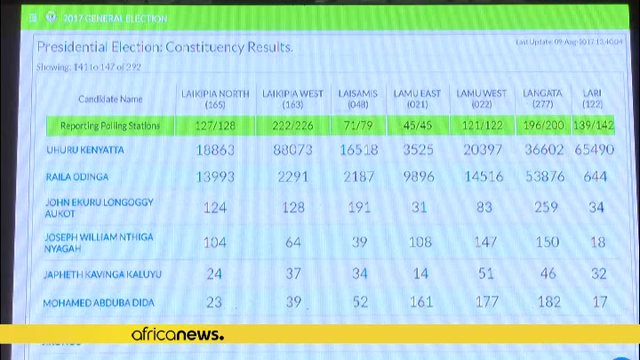 2017 GENERAL ELECTION
Presidential Election: Constituency Results.
Last Update: 09-Aug-2017 13:40:04
Showing: 141 to 147 of 292
Candidate Name LAIKIPIA NORTH (165) LAIKIPIA WEST (163) LAISAMIS (048) LAMU EAST (021) LAMU WEST (022) LANGATA (277) LARI (122)
Reporting Polling Stations 127/128 222/226 71/79 45/45 121/122 196/200 139/142
UHURU KENYATTA 18863 88073 16518 3525 20397 36602 65490
RAILA ODINGA 13993 2291 2187 9896 14516 53876 644
JOHN EKURU LONGOGGY AUKOT 124 128 191 31 83 259 34
JOSEPH WILLIAM NTHIGA NYAGAH 104 64 39 108 147 150 18
JAPHETH KAVINGA KALUYU 24 37 34 14 51 46 32
MOHAMED ABDUBA DIDA 23 39 52 161 177 182 17
africanews.